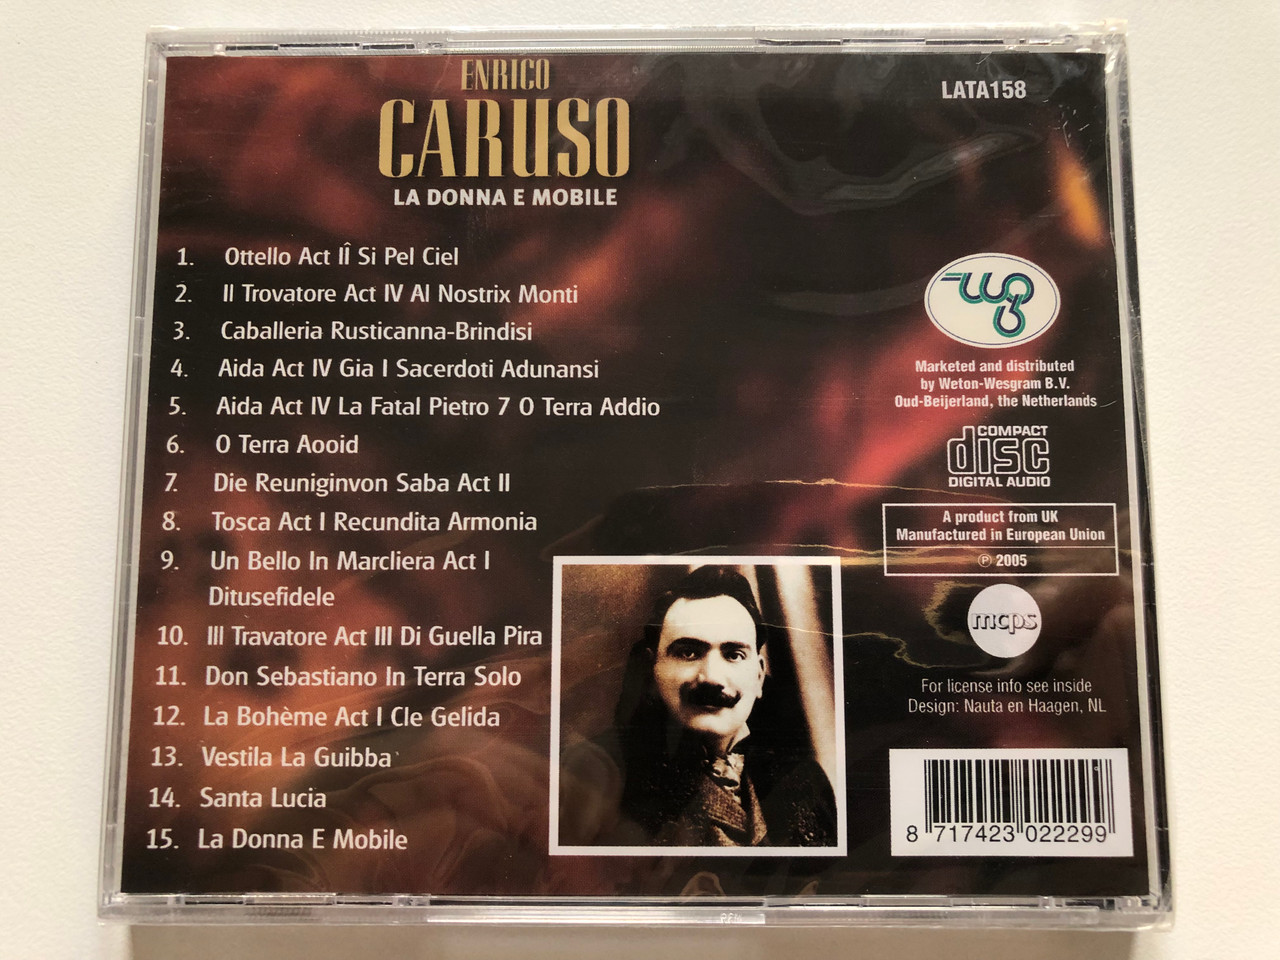 ENRICO
CARUSO
LA DONNA E MOBILE
LATA158
1. Ottello Act IÎ Si Pel Ciel
2. Il Trovatore Act IV Al Nostrix Monti
3. Caballeria Rusticanna-Brindisi
4. Aida Act IV Gia I Sacerdoti Adunansi
5. Aida Act IV La Fatal Pietro 7 O Terra Addio
6. O Terra Aooid
7. Die Reuniginvon Saba Act II
8. Tosca Act I Recundita Armonia
9. Un Bello In Marcliera Act I
Ditusefidele
10. III Travatore Act III Di Guella Pira
11. Don Sebastiano In Terra Solo
12. La Bohème Act I Cle Gelida
13. Vestila La Guibba
14. Santa Lucia
15. La Donna E Mobile
Marketed and distributed
by Weton-Wesgram B.V.
Oud-Beijerland, the Netherlands
COMPACT
disc
DIGITAL AUDIO
A product from UK
Manufactured in European Union
℗ 2005
mcps
For license info see inside
Design: Nauta en Haagen, NL
8 717423 022299